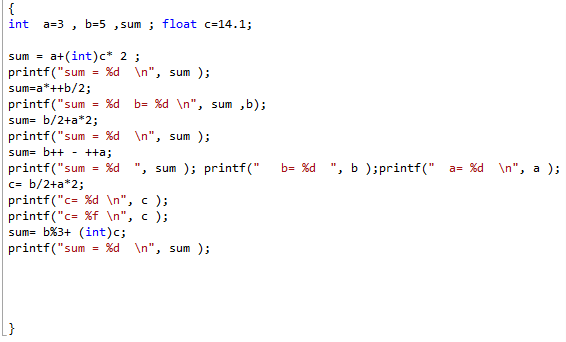 {
int  a=3 , b=5 ,sum ; float c=14.1;
sum = a+(int)c* 2 ;
printf("sum = %d  \n", sum );
sum=a*++b/2;
printf("sum = %d  b= %d \n", sum ,b);
sum= b/2+a*2;
printf("sum = %d  \n", sum );
sum= b++ - ++a;
printf("sum = %d  ", sum ); printf("   b= %d  ", b );printf("  a= %d  \n", a );
c= b/2+a*2;
printf("c= %d \n", c );
printf("c= %f \n", c );
sum= b%3+ (int)c;
printf("sum = %d  \n", sum );
}